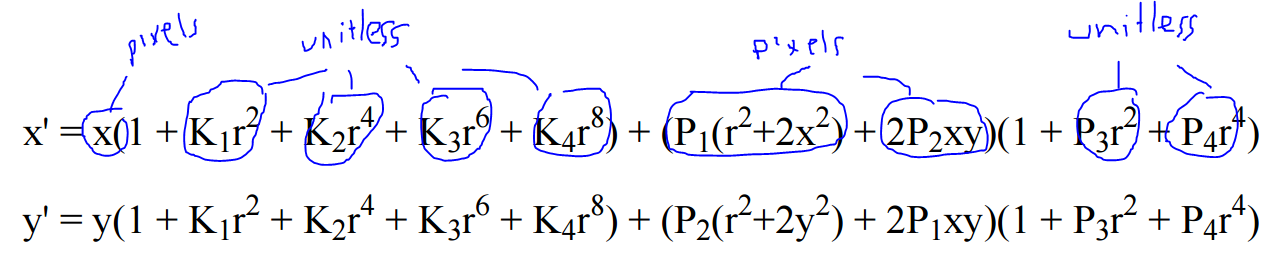 pixels unitless pixels unitless
x' = x(1 + K₁r² + K₂r⁴ + K₃r⁶ + K₄r⁸) + (P₁(r²+2x²) + 2P₂xy)(1 + P₃r² + P₄r⁴)
y' = y(1 + K₁r² + K₂r⁴ + K₃r⁶ + K₄r⁸) + (P₂(r²+2y²) + 2P₁xy)(1 + P₃r² + P₄r⁴)